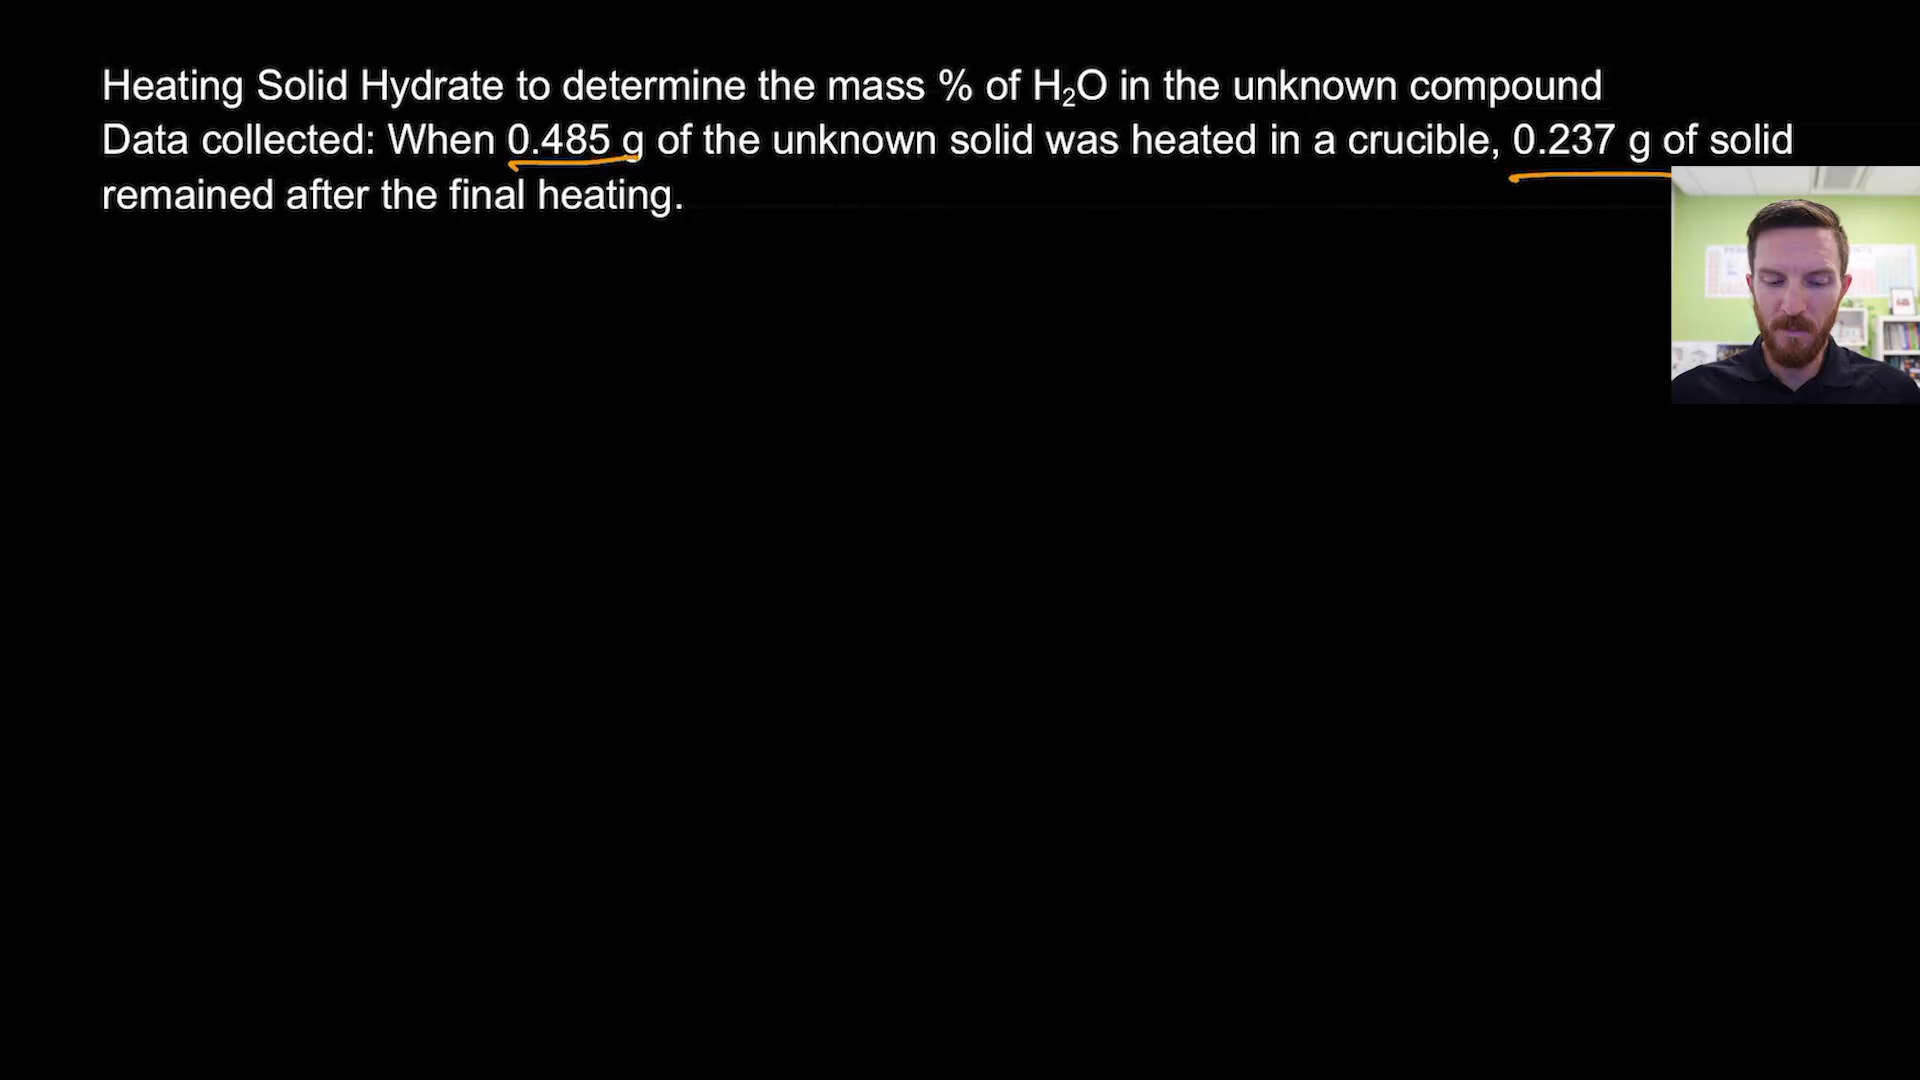 Heating Solid Hydrate to determine the mass % of H₂O in the unknown compound
Data collected: When 0.485 g of the unknown solid was heated in a crucible, 0.237 g of solid
remained after the final heating.